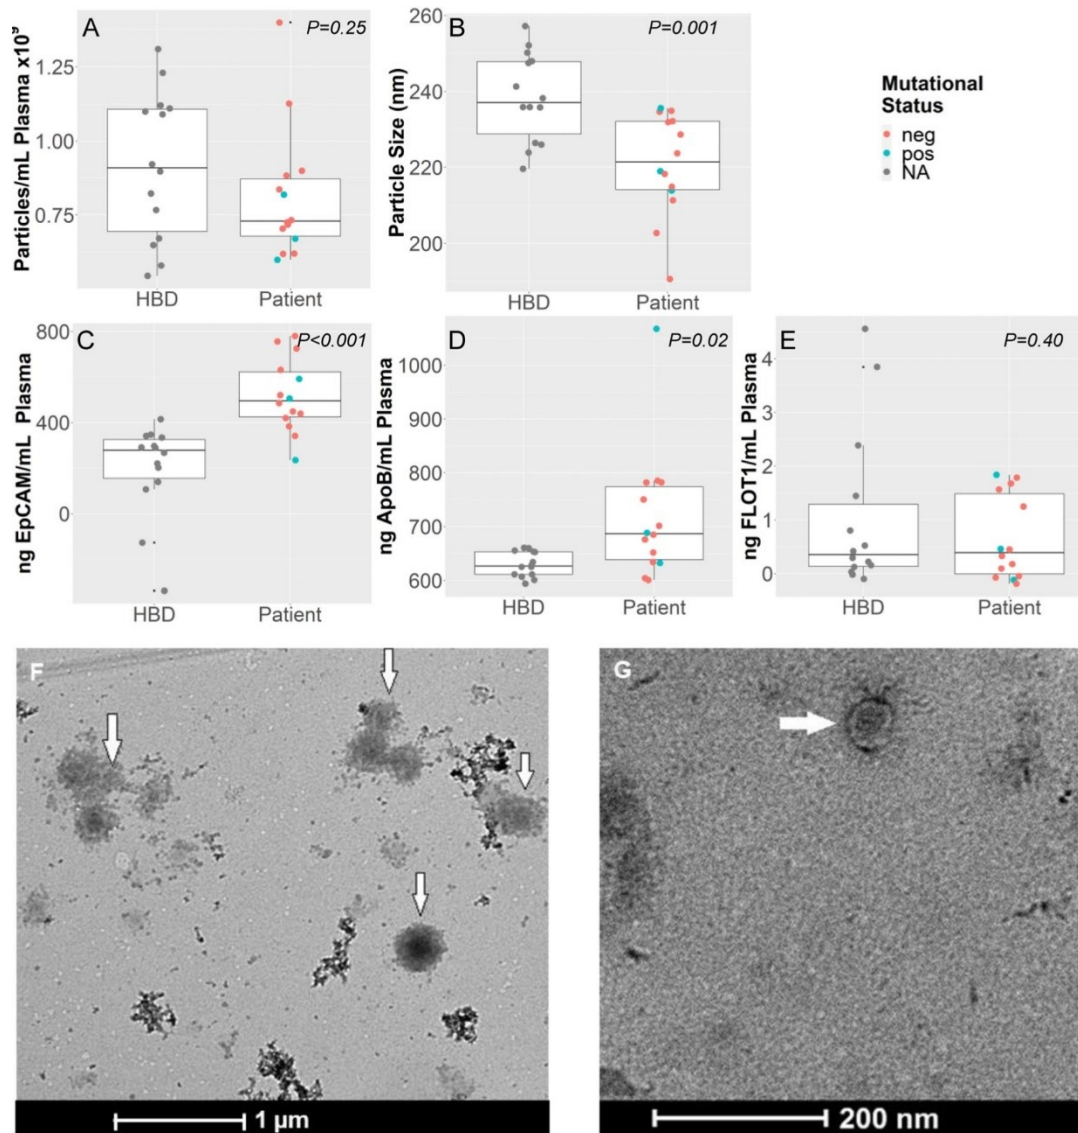 A
P=0.25
Particles/mL Plasma x10⁹
1.25
1.00
0.75
HBD
Patient
B
P=0.001
Particle Size (nm)
260
240
220
200
HBD
Patient
Mutational
Status
neg
pos
NA
C
P<0.001
ng EpCAM/mL Plasma
800
400
0
HBD
Patient
D
P=0.02
ng ApoB/mL Plasma
1000
900
800
700
600
HBD
Patient
E
P=0.40
ng FLOT1/mL Plasma
4
3
2
1
0
HBD
Patient
F
1 µm
G
200 nm